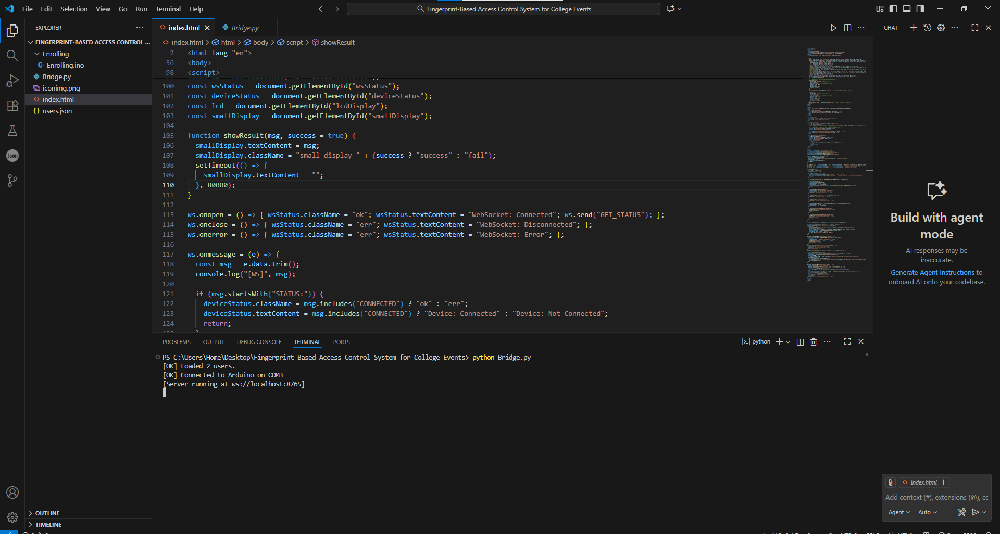 File Edit Selection View Go Run Terminal Help
Fingerprint-Based Access Control System for College Events
EXPLORER
FINGERPRINT-BASED ACCESS CONTROL ...
Enrolling
Enrolling.ino
Bridge.py
iconimg.png
index.html
users.json
Json
OUTLINE
TIMELINE
index.html
Bridge.py
index.html > html > body > script > showResult
2 <html lang="en">
56 <body>
98 <script>
100 const wsStatus = document.getElementById("wsStatus");
101 const deviceStatus = document.getElementById("deviceStatus");
102 const lcd = document.getElementById("lcdDisplay");
103 const smallDisplay = document.getElementById("smallDisplay");
104
105 function showResult(msg, success = true) {
106 smallDisplay.textContent = msg;
107 smallDisplay.className = "small-display " + (success ? "success" : "fail");
108 setTimeout(() => {
109 smallDisplay.textContent = "";
110 }, 80000);
111 }
112
113 ws.onopen = () => { wsStatus.className = "ok"; wsStatus.textContent = "WebSocket: Connected"; ws.send("GET_STATUS"); };
114 ws.onclose = () => { wsStatus.className = "err"; wsStatus.textContent = "WebSocket: Disconnected"; };
115 ws.onerror = () => { wsStatus.className = "err"; wsStatus.textContent = "WebSocket: Error"; };
116
117 ws.onmessage = (e) => {
118 const msg = e.data.trim();
119 console.log("[WS]", msg);
120
121 if (msg.startsWith("STATUS:")) {
122 deviceStatus.className = msg.includes("CONNECTED") ? "ok" : "err";
123 deviceStatus.textContent = msg.includes("CONNECTED") ? "Device: Connected" : "Device: Not Connected";
124 return;
PROBLEMS OUTPUT DEBUG CONSOLE TERMINAL PORTS
python
PS C:\Users\Home\Desktop\Fingerprint-Based Access Control System for College Events> python Bridge.py
[OK] Loaded 2 users.
[OK] Connected to Arduino on COM3
[Server running at ws://localhost:8765]
CHAT
Build with agent
mode
AI responses may be
inaccurate.
Generate Agent Instructions to
onboard AI onto your codebase.
index.html
Add context (#), extensions (@), co
Agent Auto